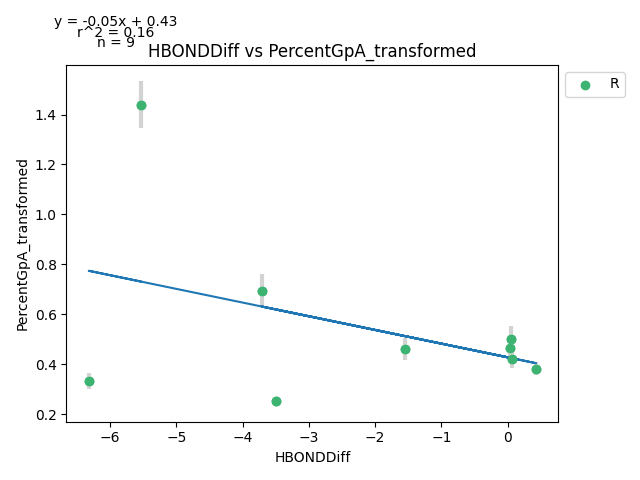 y = -0.05x + 0.43
r^2 = 0.16
n = 9
HBONDDiff vs PercentGpA_transformed
R
PercentGpA_transformed
1.4
1.2
1.0
0.8
0.6
0.4
0.2
−6
−5
−4
−3
−2
−1
0
HBONDDiff